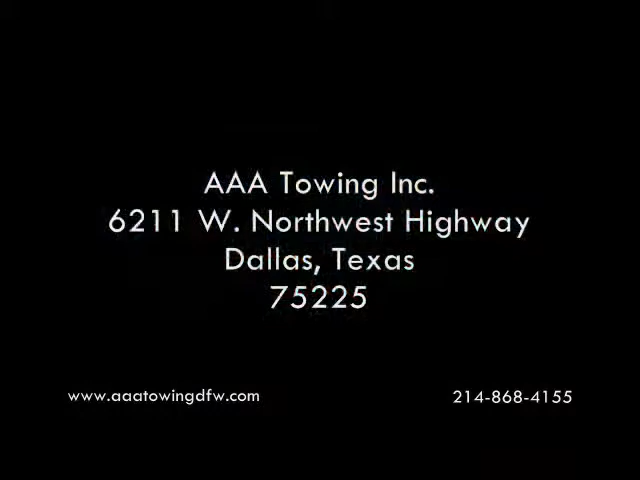 AAA Towing Inc.
6211 W. Northwest Highway
Dallas, Texas
75225
www.aaatowingdfw.com
214-868-4155